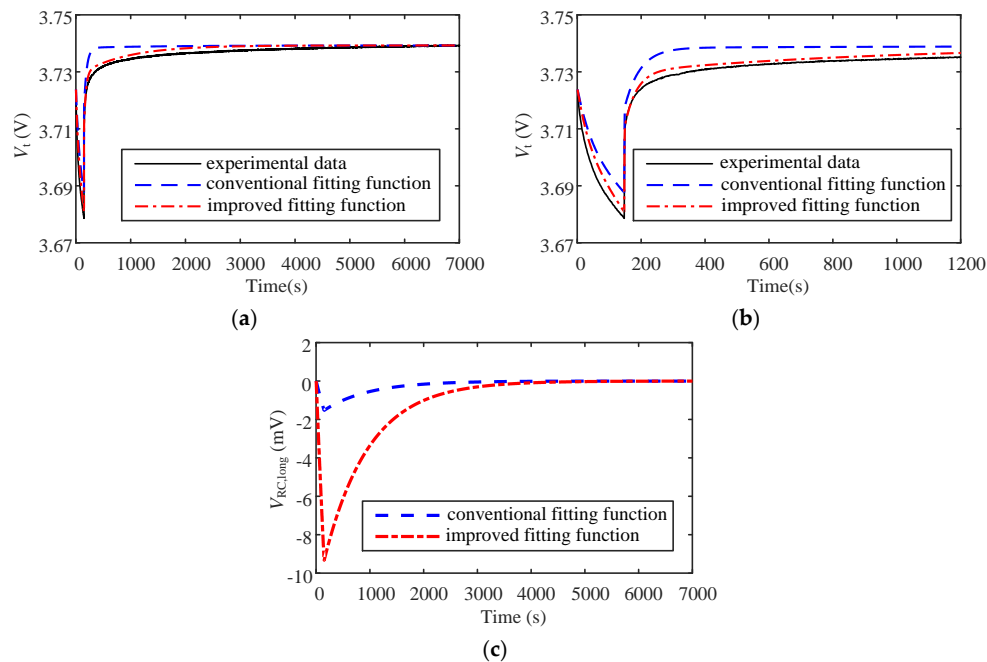 3.75
3.73
3.71
3.69
3.67
V_t (V)
experimental data
conventional fitting function
improved fitting function
0 1000 2000 3000 4000 5000 6000 7000
Time(s)
(a)
3.75
3.73
3.71
3.69
3.67
V_t (V)
experimental data
conventional fitting function
improved fitting function
0 200 400 600 800 1000 1200
Time(s)
(b)
2
0
-2
-4
-6
-8
-10
V_RC,long (mV)
conventional fitting function
improved fitting function
0 1000 2000 3000 4000 5000 6000 7000
Time (s)
(c)